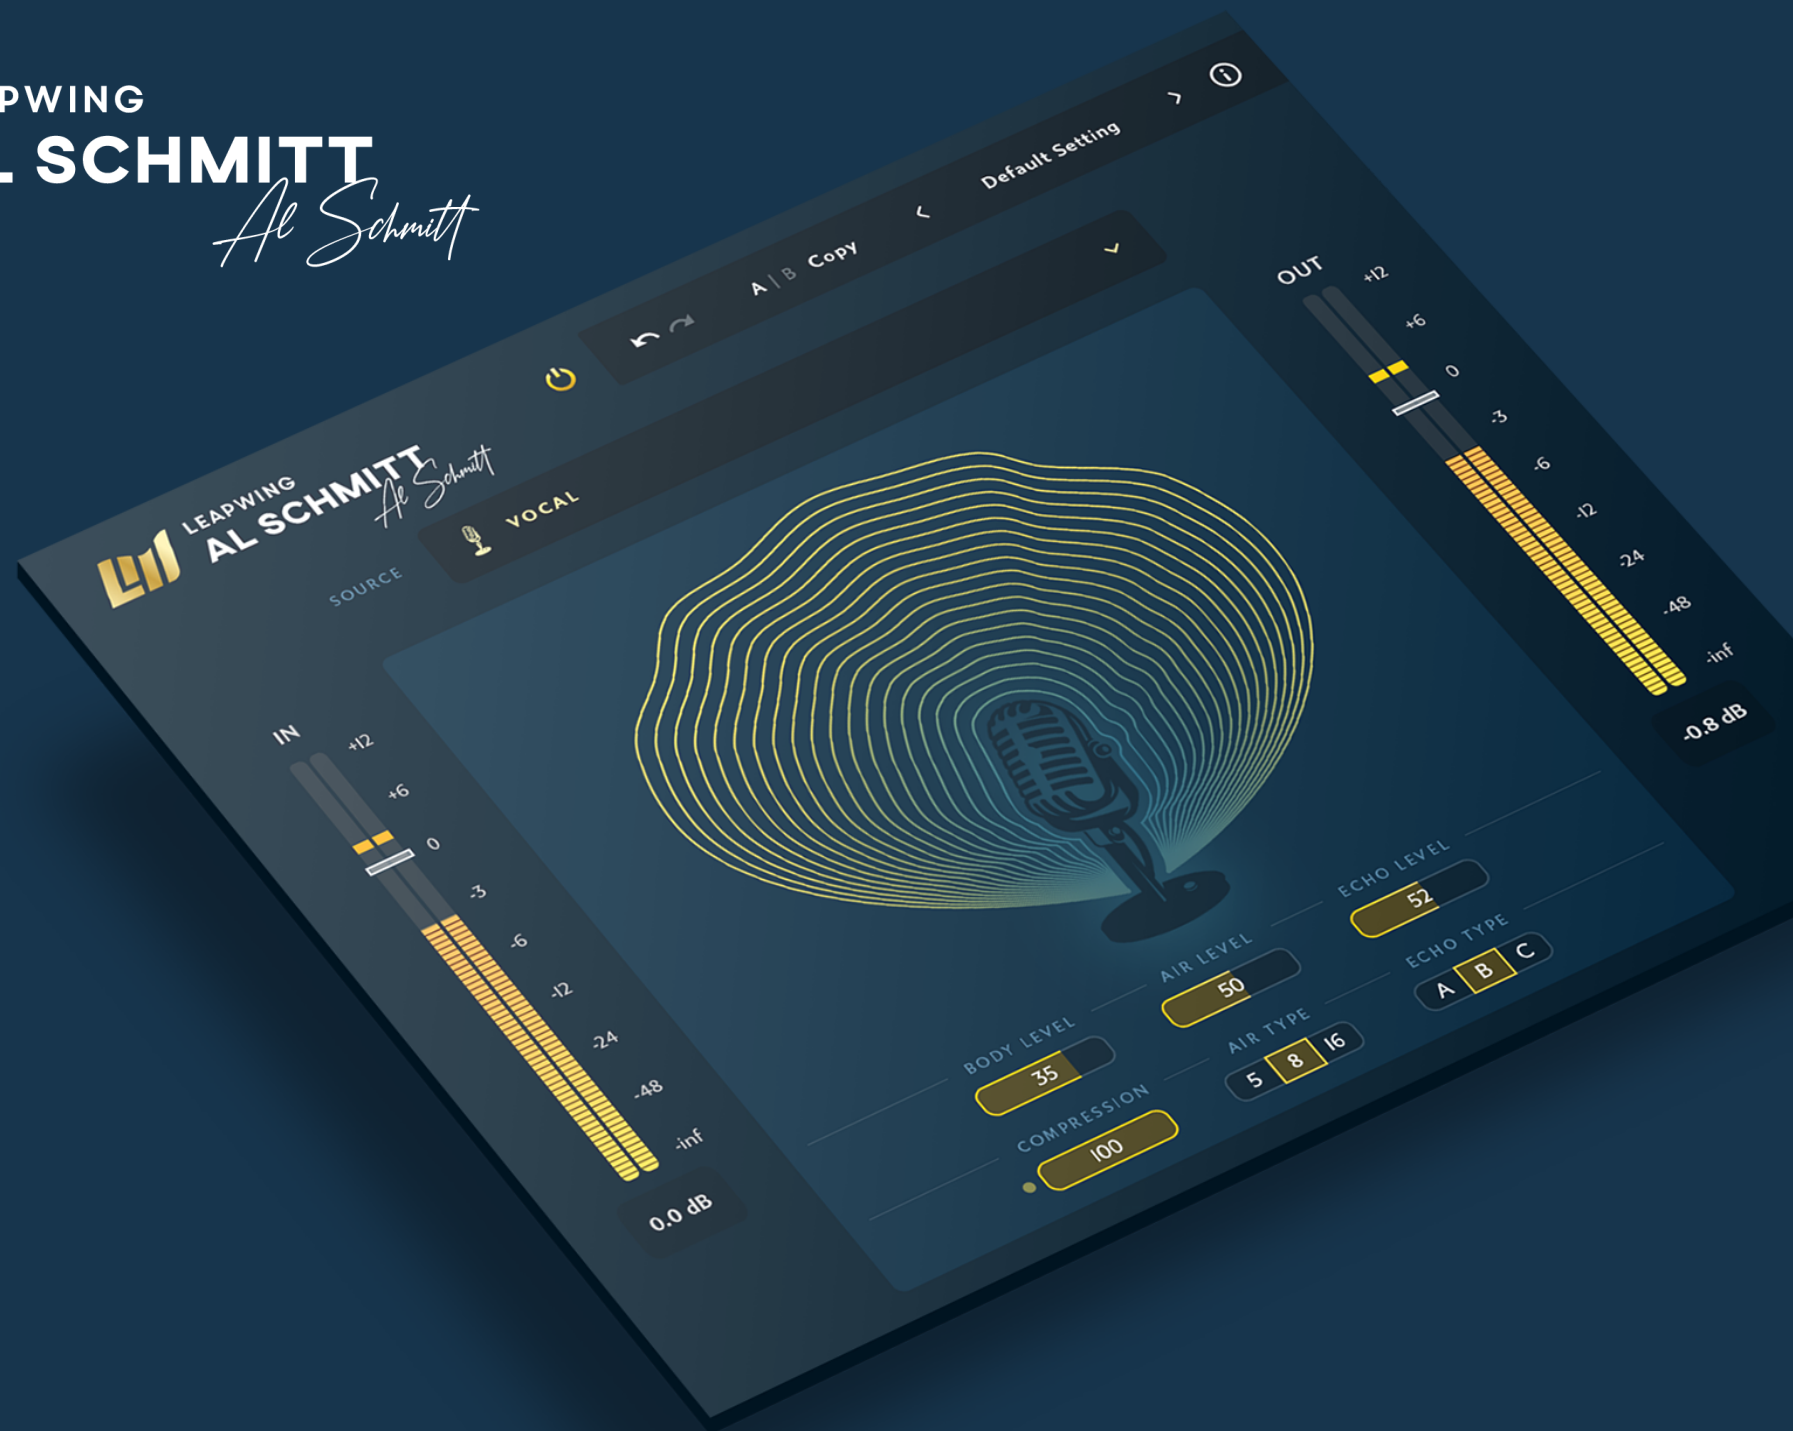 PWING
SCHMITT
Al Schmitt
Default Setting
A | B Copy
LEAPWING
AL SCHMITT
Al Schmitt
SOURCE
VOCAL
IN
+12
+6
0
-3
-6
-12
-24
-48
-inf
0.0 dB
OUT
+12
+6
0
-3
-6
-12
-24
-48
-inf
-0.8 dB
BODY LEVEL
35
AIR LEVEL
50
ECHO LEVEL
52
COMPRESSION
100
AIR TYPE
5 8 16
ECHO TYPE
A B C